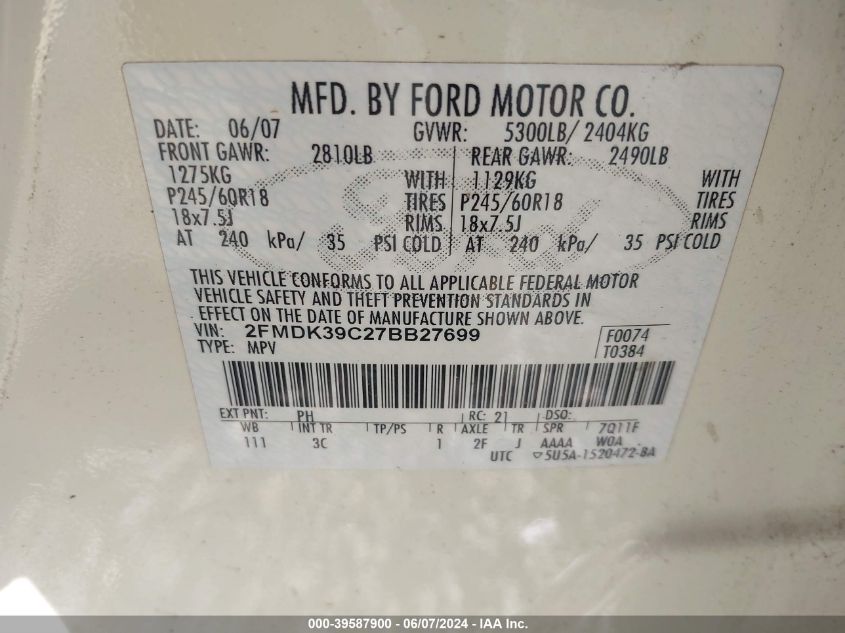 MFD. BY FORD MOTOR CO.
DATE: 06/07 GVWR: 5300LB/ 2404KG
FRONT GAWR: 2810LB REAR GAWR: 2490LB
1275KG WITH 1129KG WITH
P245/60R18 TIRES P245/60R18 TIRES
18x7.5J RIMS 18x7.5J RIMS
AT 240 kPa/ 35 PSI COLD AT 240 kPa/ 35 PSI COLD
THIS VEHICLE CONFORMS TO ALL APPLICABLE FEDERAL MOTOR
VEHICLE SAFETY AND THEFT PREVENTION STANDARDS IN
EFFECT ON THE DATE OF MANUFACTURE SHOWN ABOVE.
VIN: 2FMDK39C27BB27699 F0074
TYPE: MPV T0384
EXT PNT: PH RC: 21 DSO:
WB INT TR TP/PS R AXLE TR SPR 7Q11F
111 3C 1 2F J AAAA W0A
UTC ▽5U5A-1520472-BA
000-39587900 - 06/07/2024 - IAA Inc.